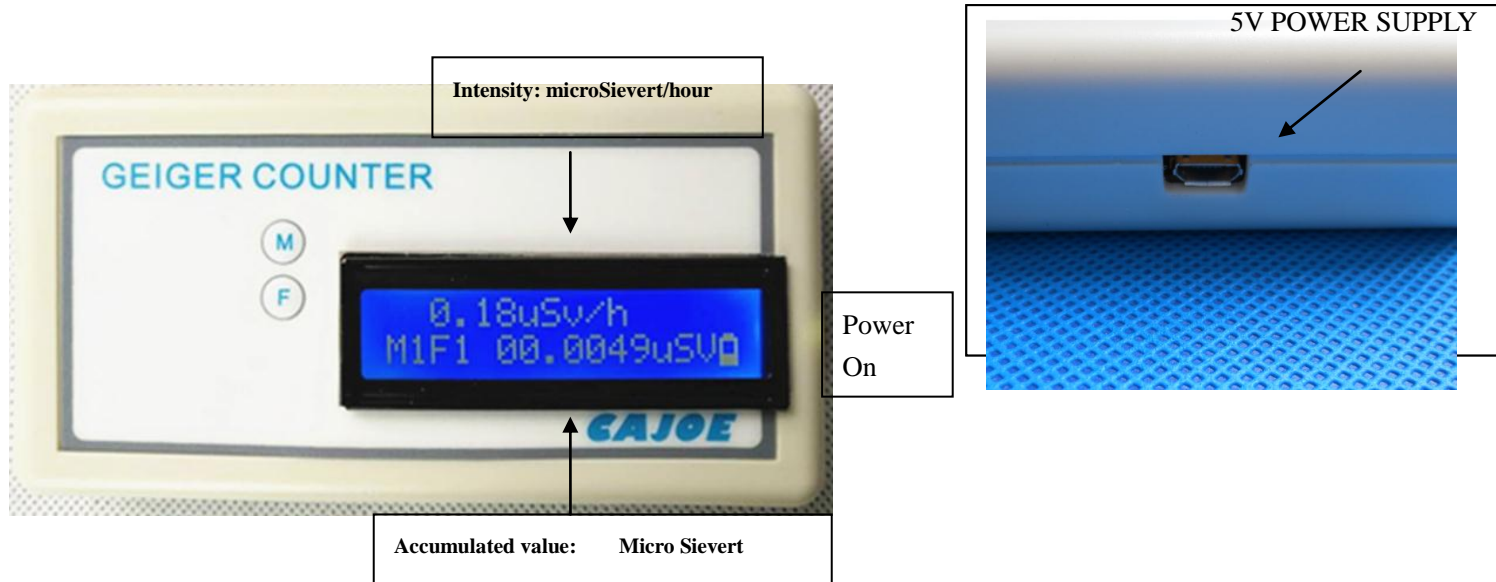 5V POWER SUPPLY
Intensity: microSievert/hour
GEIGER COUNTER
M
F
0.18uSv/h
M1F1 00.0049uSV
Power
On
CAJOE
Accumulated value: Micro Sievert